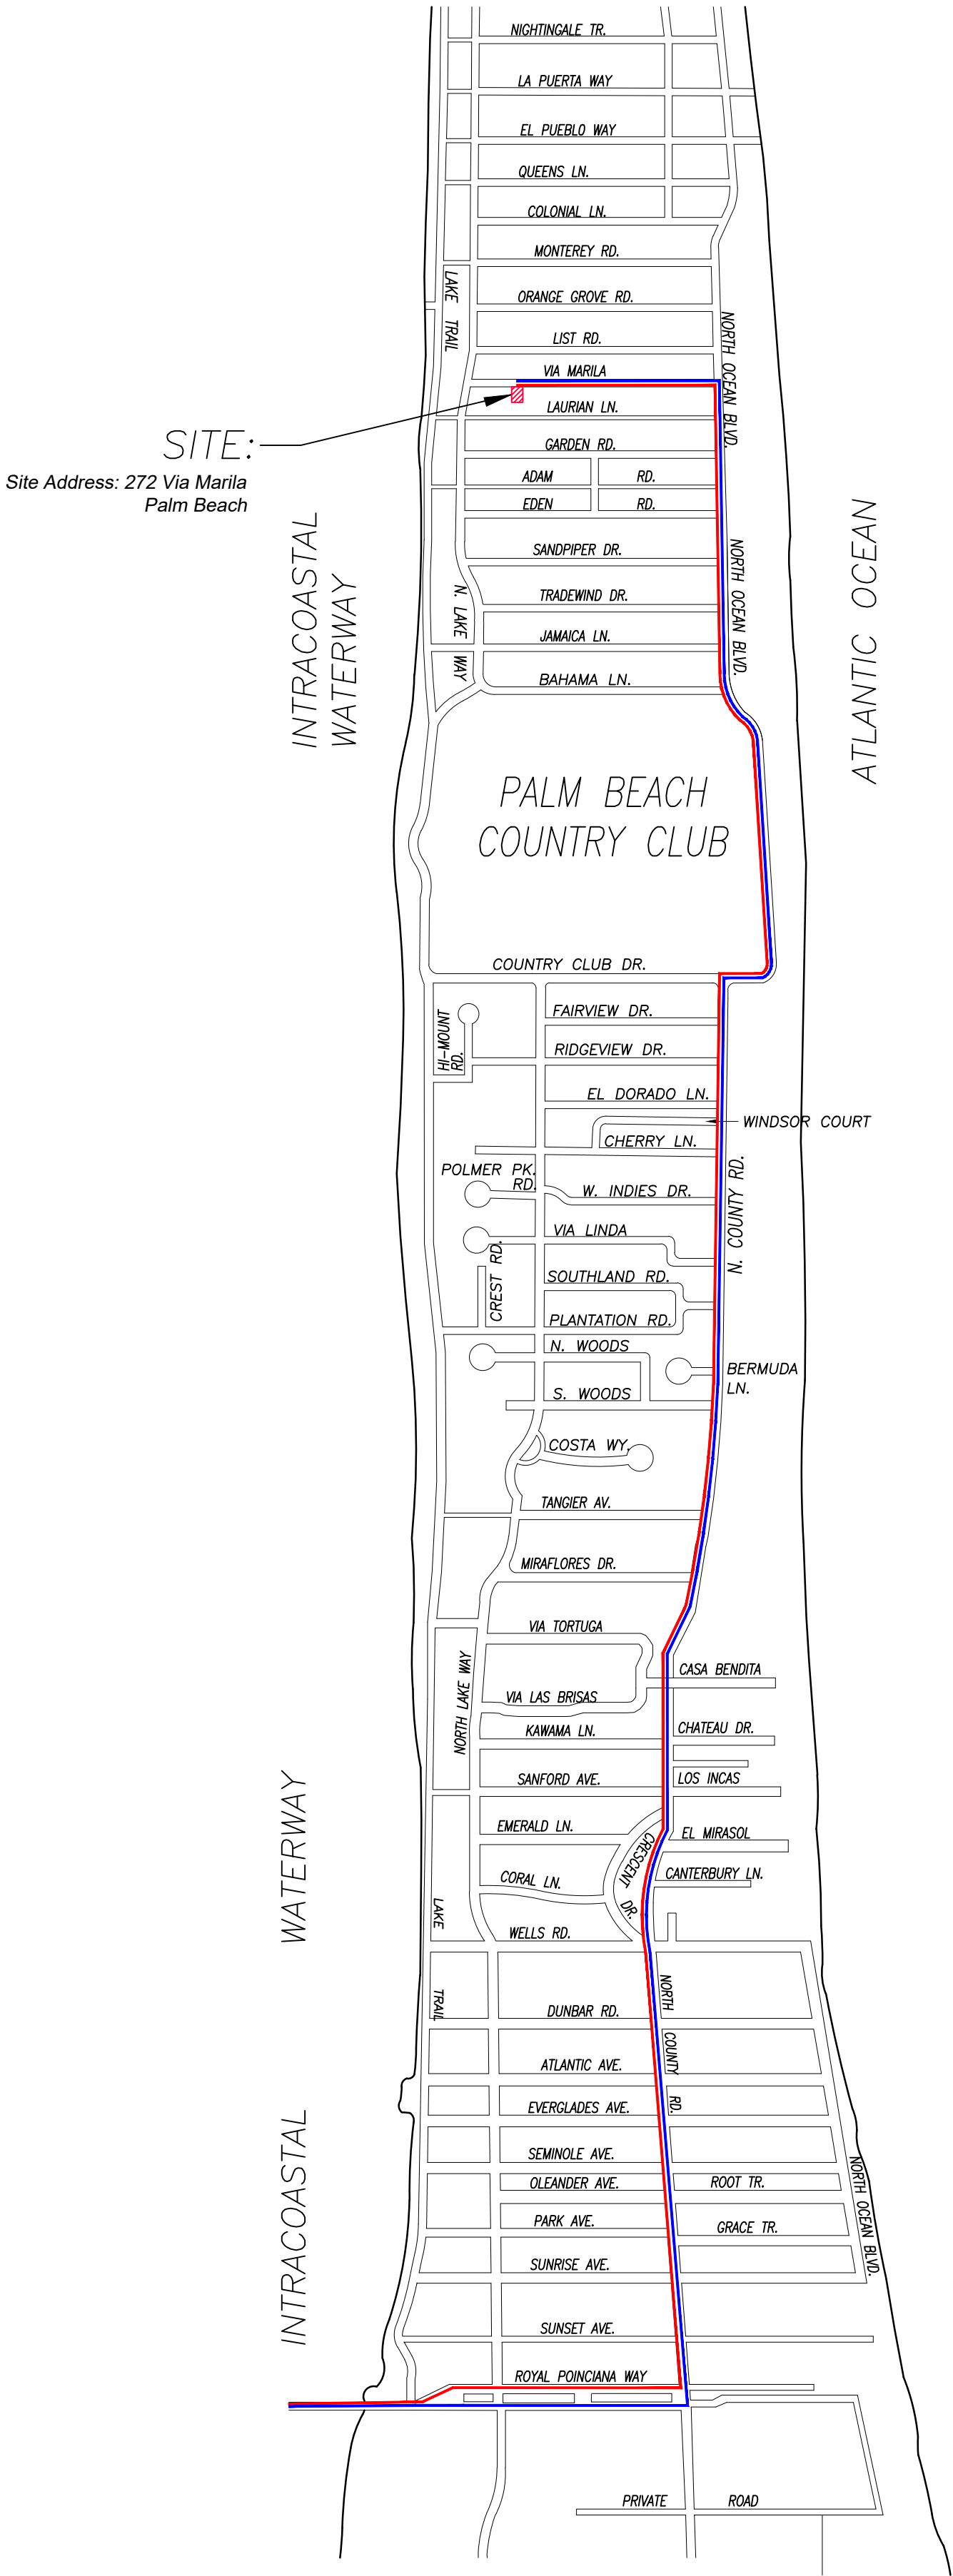 NIGHTINGALE TR.
LA PUERTA WAY
EL PUEBLO WAY
QUEENS LN.
COLONIAL LN.
MONTEREY RD.
LAKE TRAIL
ORANGE GROVE RD.
NORTH OCEAN BLVD.
LIST RD.
VIA MARILA
LAURIAN LN.
SITE:
Site Address: 272 Via Marila
Palm Beach
GARDEN RD.
ADAM RD.
EDEN RD.
INTRACOASTAL
WATERWAY
ATLANTIC OCEAN
SANDPIPER DR.
NORTH OCEAN BLVD.
N. LAKE WAY
TRADEWIND DR.
JAMAICA LN.
BAHAMA LN.
PALM BEACH
COUNTRY CLUB
COUNTRY CLUB DR.
HI-MOUNT
RD.
FAIRVIEW DR.
RIDGEVIEW DR.
EL DORADO LN.
WINDSOR COURT
CHERRY LN.
POLMER PK.
RD.
W. INDIES DR.
N. COUNTY RD.
VIA LINDA
CREST RD.
SOUTHLAND RD.
PLANTATION RD.
N. WOODS
BERMUDA
LN.
S. WOODS
COSTA WY.
TANGIER AV.
MIRAFLORES DR.
VIA TORTUGA
NORTH LAKE WAY
CASA BENDITA
VIA LAS BRISAS
KAWAMA LN.
CHATEAU DR.
SANFORD AVE.
LOS INCAS
EMERALD LN.
CRESCENT DR.
EL MIRASOL
CORAL LN.
CANTERBURY LN.
WELLS RD.
LAKE TRAIL
INTRACOASTAL WATERWAY
NORTH COUNTY RD.
DUNBAR RD.
ATLANTIC AVE.
EVERGLADES AVE.
SEMINOLE AVE.
OLEANDER AVE.
ROOT TR.
NORTH OCEAN BLVD.
PARK AVE.
GRACE TR.
SUNRISE AVE.
SUNSET AVE.
ROYAL POINCIANA WAY
PRIVATE ROAD